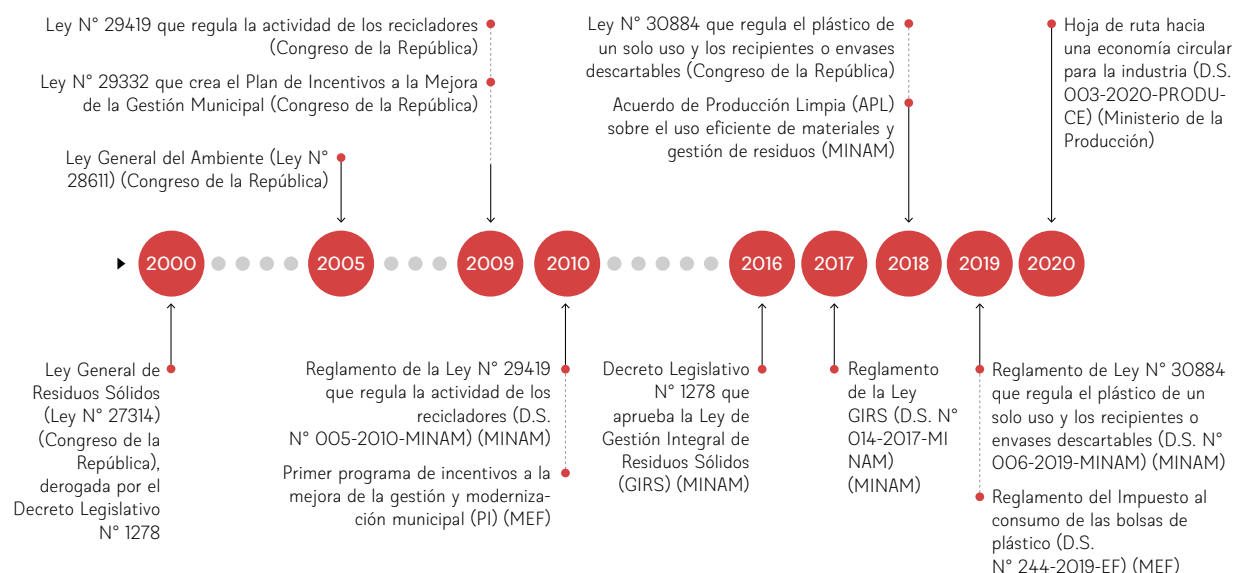 Ley N° 29419 que regula la actividad de los recicladores
(Congreso de la República)
Ley N° 29332 que crea el Plan de Incentivos a la Mejora
de la Gestión Municipal (Congreso de la República)
Ley General del Ambiente (Ley N°
28611) (Congreso de la República)
Ley N° 30884 que regula el plástico de
un solo uso y los recipientes o envases
descartables (Congreso de la República)
Acuerdo de Producción Limpia (APL)
sobre el uso eficiente de materiales y
gestión de residuos (MINAM)
Hoja de ruta hacia
una economía circular
para la industria (D.S.
003-2020-PRODU-
CE) (Ministerio de la
Producción)
2000
2005
2009
2010
2016
2017
2018
2019
2020
Ley General de
Residuos Sólidos
(Ley N° 27314)
(Congreso de la
República),
derogada por el
Decreto Legislativo
N° 1278
Reglamento de la Ley N° 29419
que regula la actividad de los
recicladores (D.S.
N° 005-2010-MINAM) (MINAM)
Primer programa de incentivos a la
mejora de la gestión y moderniza-
ción municipal (PI) (MEF)
Decreto Legislativo
N° 1278 que
aprueba la Ley de
Gestión Integral de
Residuos Sólidos
(GIRS) (MINAM)
Reglamento
de la Ley
GIRS (D.S. N°
014-2017-MI
NAM)
(MINAM)
Reglamento de Ley N° 30884
que regula el plástico de un
solo uso y los recipientes o
envases descartables (D.S. N°
006-2019-MINAM) (MINAM)
Reglamento del Impuesto al
consumo de las bolsas de
plástico (D.S.
N° 244-2019-EF) (MEF)